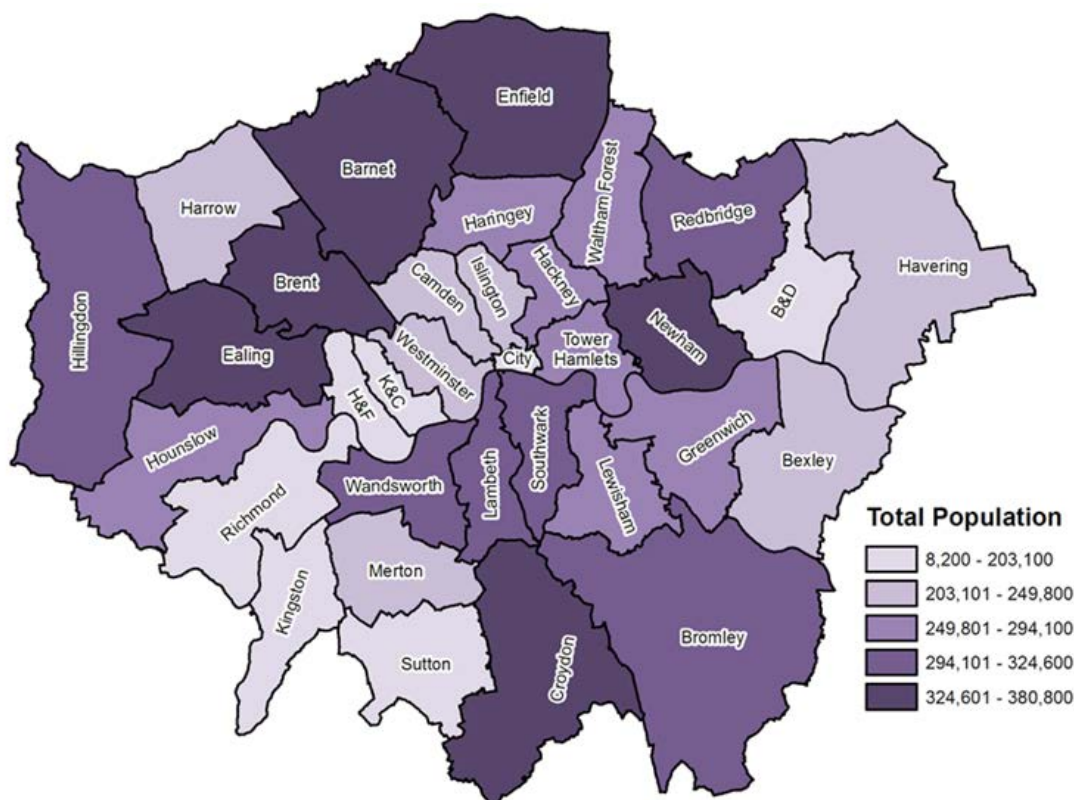 Enfield
Barnet
Harrow
Haringey
Waltham Forest
Redbridge
Havering
Hillingdon
Brent
Camden
Islington
Hackney
B&D
Ealing
Westminster
City
Tower
Hamlets
Newham
H&F
K&C
Hounslow
Richmond
Wandsworth
Lambeth
Southwark
Lewisham
Greenwich
Bexley
Merton
Kingston
Sutton
Croydon
Bromley
Total Population
8,200 - 203,100
203,101 - 249,800
249,801 - 294,100
294,101 - 324,600
324,601 - 380,800